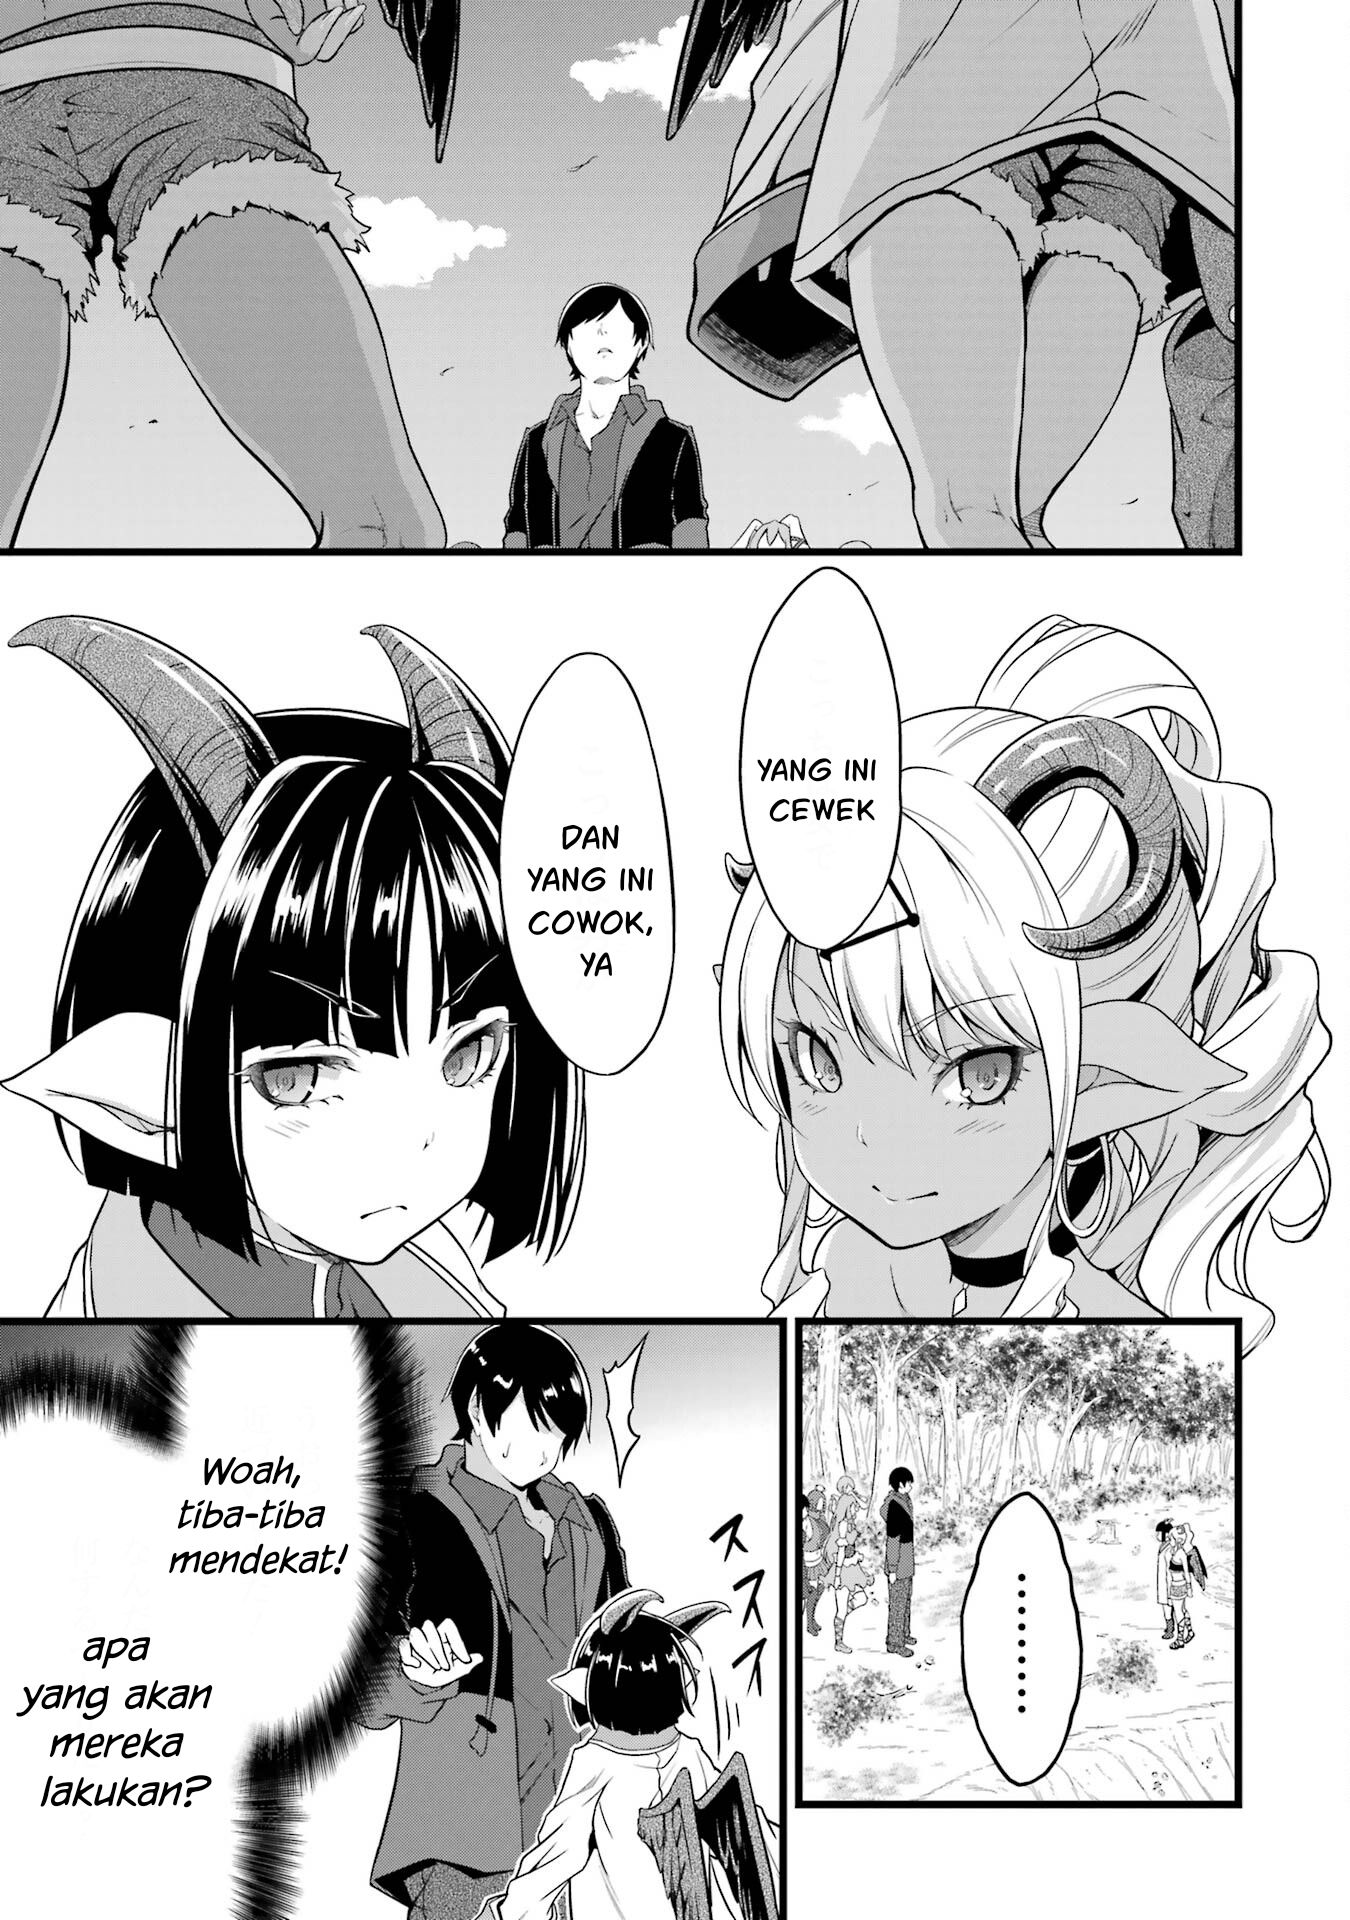 YANG INI
CEWEK
DAN
YANG INI
COWOK,
YA
.........
ススス
Woah,
tiba-tiba
mendekat!
apa
yang akan
mereka
lakukan?